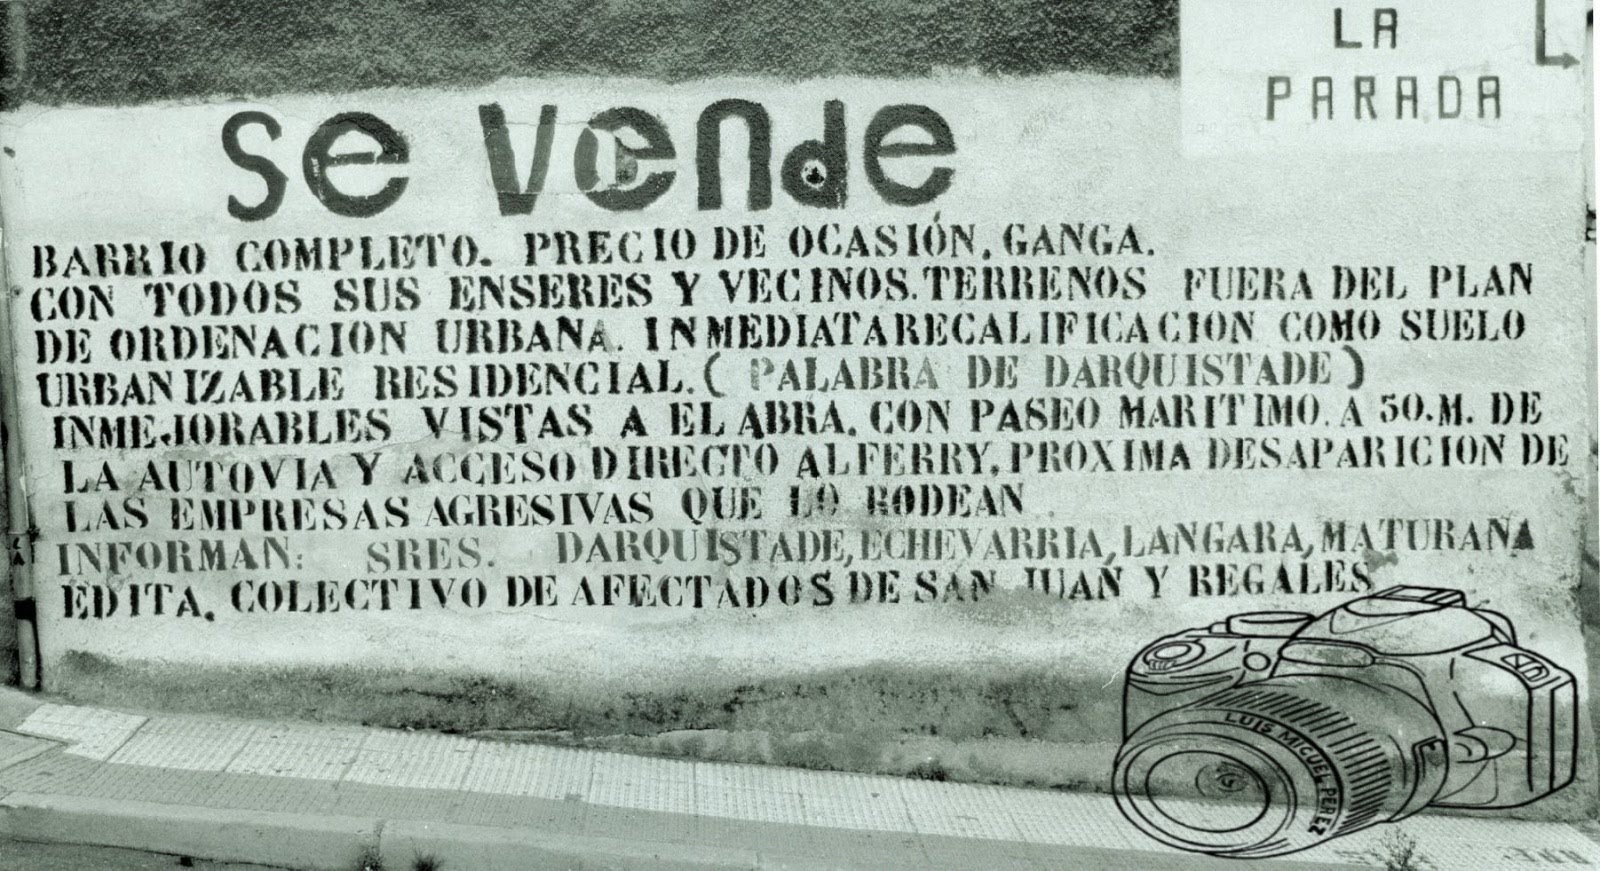 LA
PARADA
Se vende
BARRIO COMPLETO. PRECIO DE OCASIÓN. GANGA.
CON TODOS SUS ENSERES Y VECINOS. TERRENOS FUERA DEL PLAN
DE ORDENACION URBANA. INMEDIATA RECALIFICACION COMO SUELO
URBANIZABLE RESIDENCIAL. ( PALABRA DE DARQUISTADE )
INMEJORABLES VISTAS A EL ABRA. CON PASEO MARITIMO. A 50.M. DE
LA AUTOVIA Y ACCESO DIRECTO AL FERRY. PROXIMA DESAPARICION DE
LAS EMPRESAS AGRESIVAS QUE LO RODEAN
INFORMAN: SRES. DARQUISTADE, ECHEVARRIA, LANGARA, MATURANA
EDITA. COLECTIVO DE AFECTADOS DE SAN JUAN Y REGALES
LUIS MIGUEL PEREZ